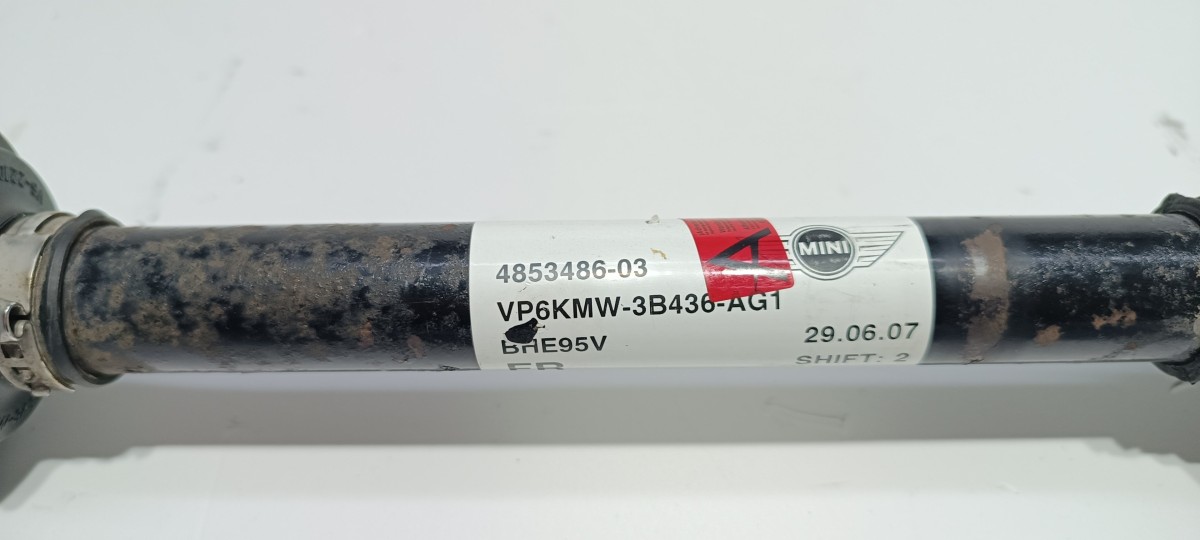 4853486-03
VP6KMW-3B436-AG1
BHE95V
A
MINI
29.06.07
SHIFT: 2